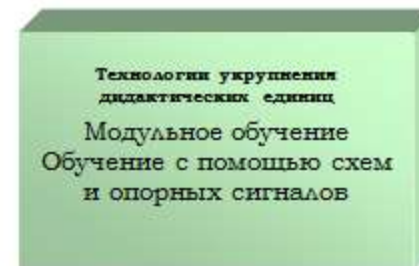 Технологии укрупнения
дидактических единиц
Модульное обучение
Обучение с помощью схем
и опорных сигналов